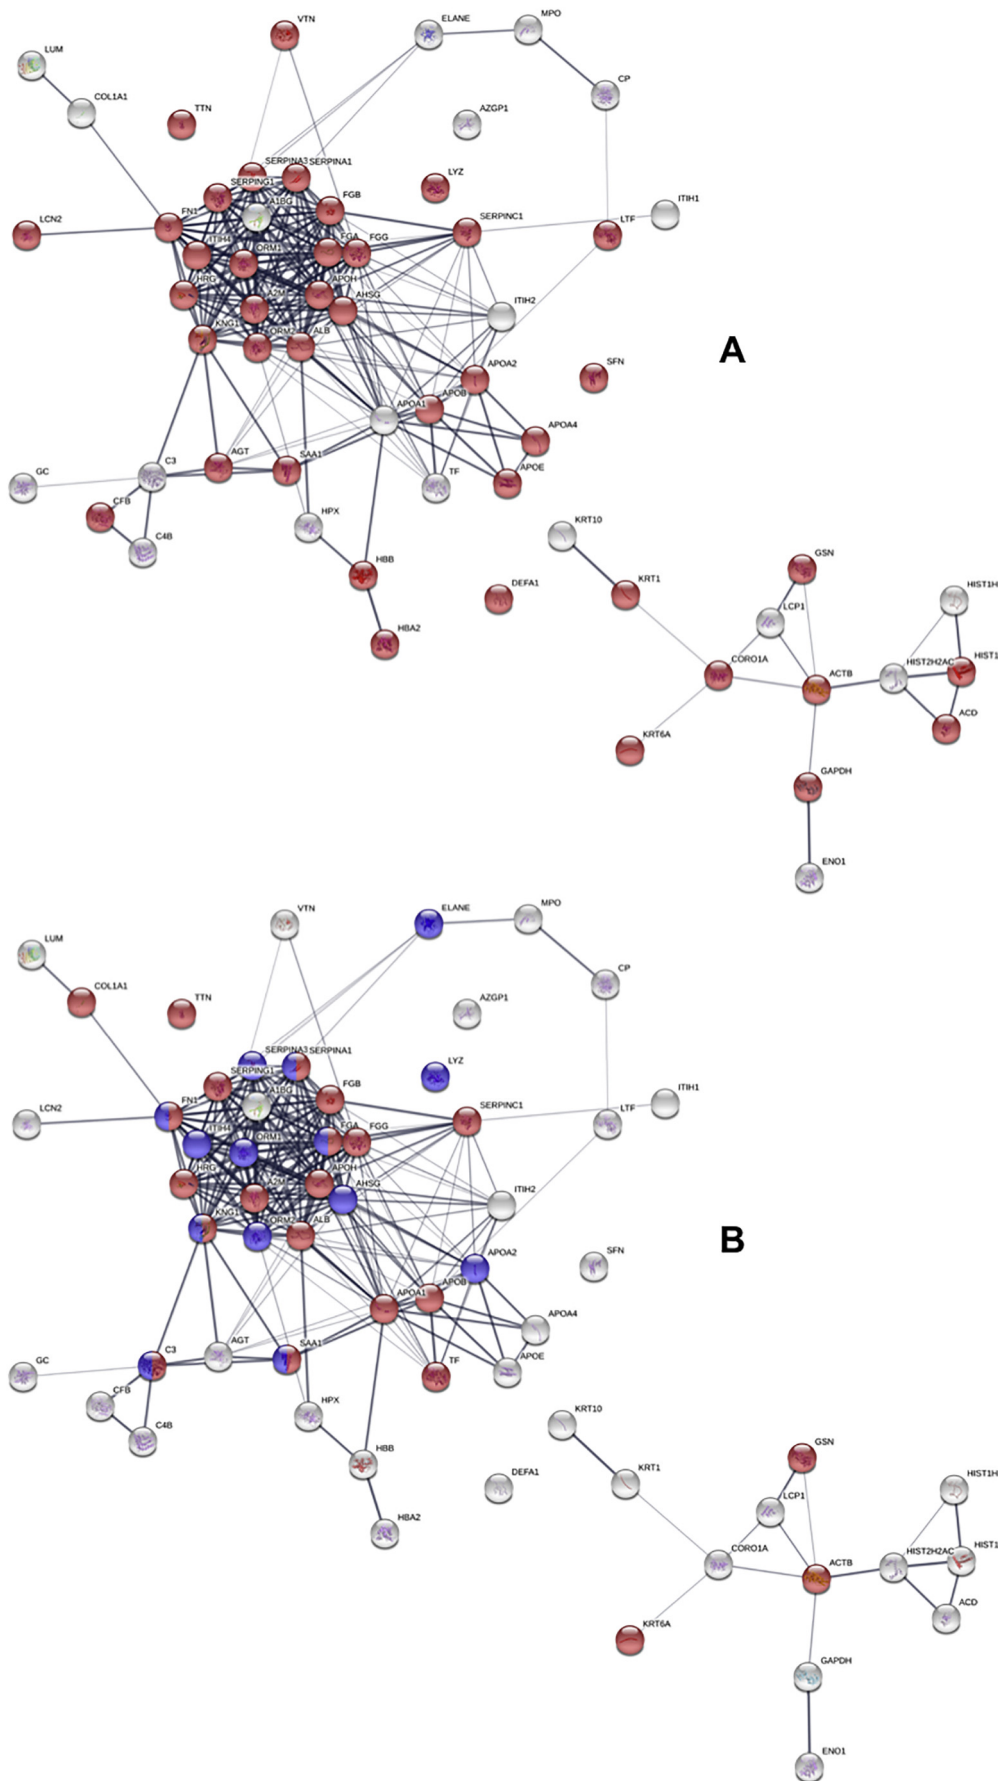 VTN
ELANE
MPO
LUM
CP
COL1A1
TTN
AZGP1
SERPINA3
SERPINA1
LYZ
SERPING1
FGB
A1BG
ITIH1
FN1
SERPINC1
LCN2
LTF
ITIH4
ORM1
FGA
FGG
HRG
APOH
A2M
AHSG
ITIH2
KNG1
ORM2
ALB
A
APOA2
SFN
APOB
APOA1
APOA4
C3
AGT
SAA1
GC
TF
APOE
CFB
HPX
KRT10
C4B
GSN
HBB
KRT1
DEFA1
HIST1H
LCP1
HBA2
CORO1A
HIST2H2AC
HIST1
ACTB
ACD
KRT6A
GAPDH
ENO1
VTN
ELANE
MPO
LUM
CP
COL1A1
TTN
AZGP1
SERPINA3
SERPINA1
LYZ
SERPING1
FGB
A1BG
ITIH1
FN1
SERPINC1
LCN2
LTF
ITIH4
ORM1
FGA
FGG
HRG
APOH
A2M
AHSG
ITIH2
KNG1
ORM2
ALB
B
APOA2
SFN
APOB
APOA1
APOA4
C3
AGT
SAA1
GC
TF
APOE
CFB
HPX
KRT10
C4B
GSN
HBB
KRT1
DEFA1
HIST1H
LCP1
HBA2
CORO1A
HIST2H2AC
HIST1
ACTB
ACD
KRT6A
GAPDH
ENO1